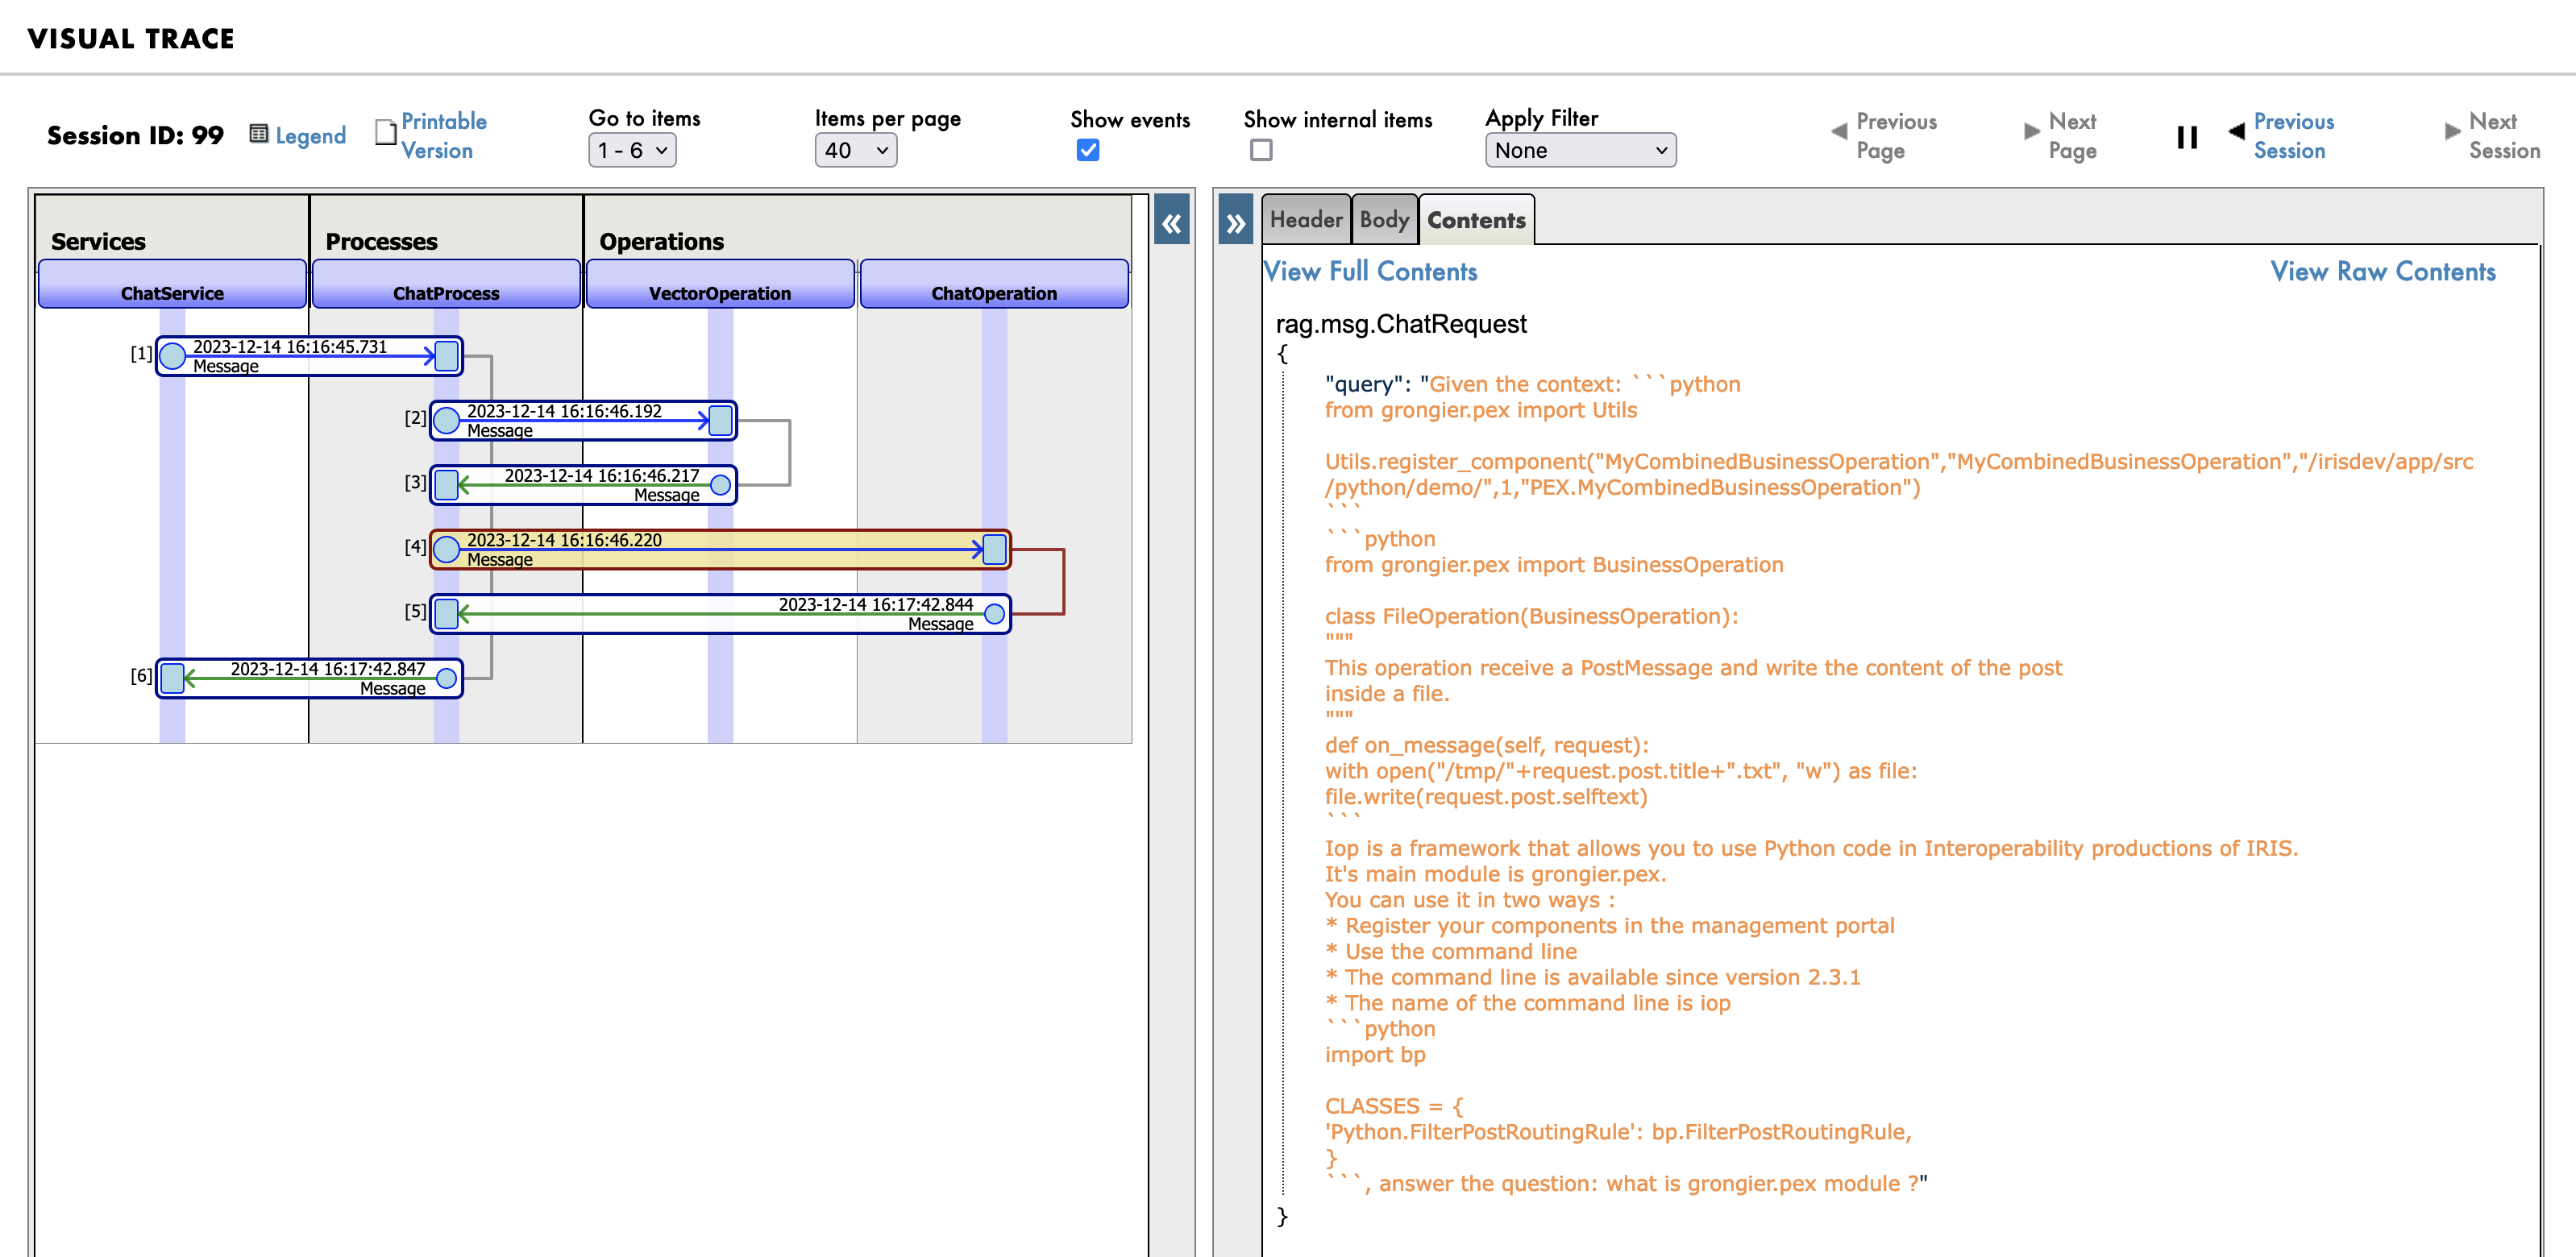 VISUAL TRACE
Session ID: 99
Legend
Printable
Version
Go to items
1 - 6
Items per page
40
Show events
Show internal items
Apply Filter
None
Previous
Page
Next
Page
Previous
Session
Next
Session
Services
Processes
Operations
ChatService
ChatProcess
VectorOperation
ChatOperation
[1]
2023-12-14 16:16:45.731
Message
[2]
2023-12-14 16:16:46.192
Message
[3]
2023-12-14 16:16:46.217
Message
[4]
2023-12-14 16:16:46.220
Message
[5]
2023-12-14 16:17:42.844
Message
[6]
2023-12-14 16:17:42.847
Message
«
»
Header
Body
Contents
View Full Contents
View Raw Contents
rag.msg.ChatRequest
{
"query": "Given the context: ```python
from grongier.pex import Utils
Utils.register_component("MyCombinedBusinessOperation","MyCombinedBusinessOperation","/irisdev/app/src
/python/demo/",1,"PEX.MyCombinedBusinessOperation")
```
```python
from grongier.pex import BusinessOperation
class FileOperation(BusinessOperation):
"""
This operation receive a PostMessage and write the content of the post
inside a file.
"""
def on_message(self, request):
with open("/tmp/"+request.post.title+".txt", "w") as file:
file.write(request.post.selftext)
```
Iop is a framework that allows you to use Python code in Interoperability productions of IRIS.
It's main module is grongier.pex.
You can use it in two ways :
* Register your components in the management portal
* Use the command line
* The command line is available since version 2.3.1
* The name of the command line is iop
```python
import bp
CLASSES = {
'Python.FilterPostRoutingRule': bp.FilterPostRoutingRule,
}
```, answer the question: what is grongier.pex module ?"
}